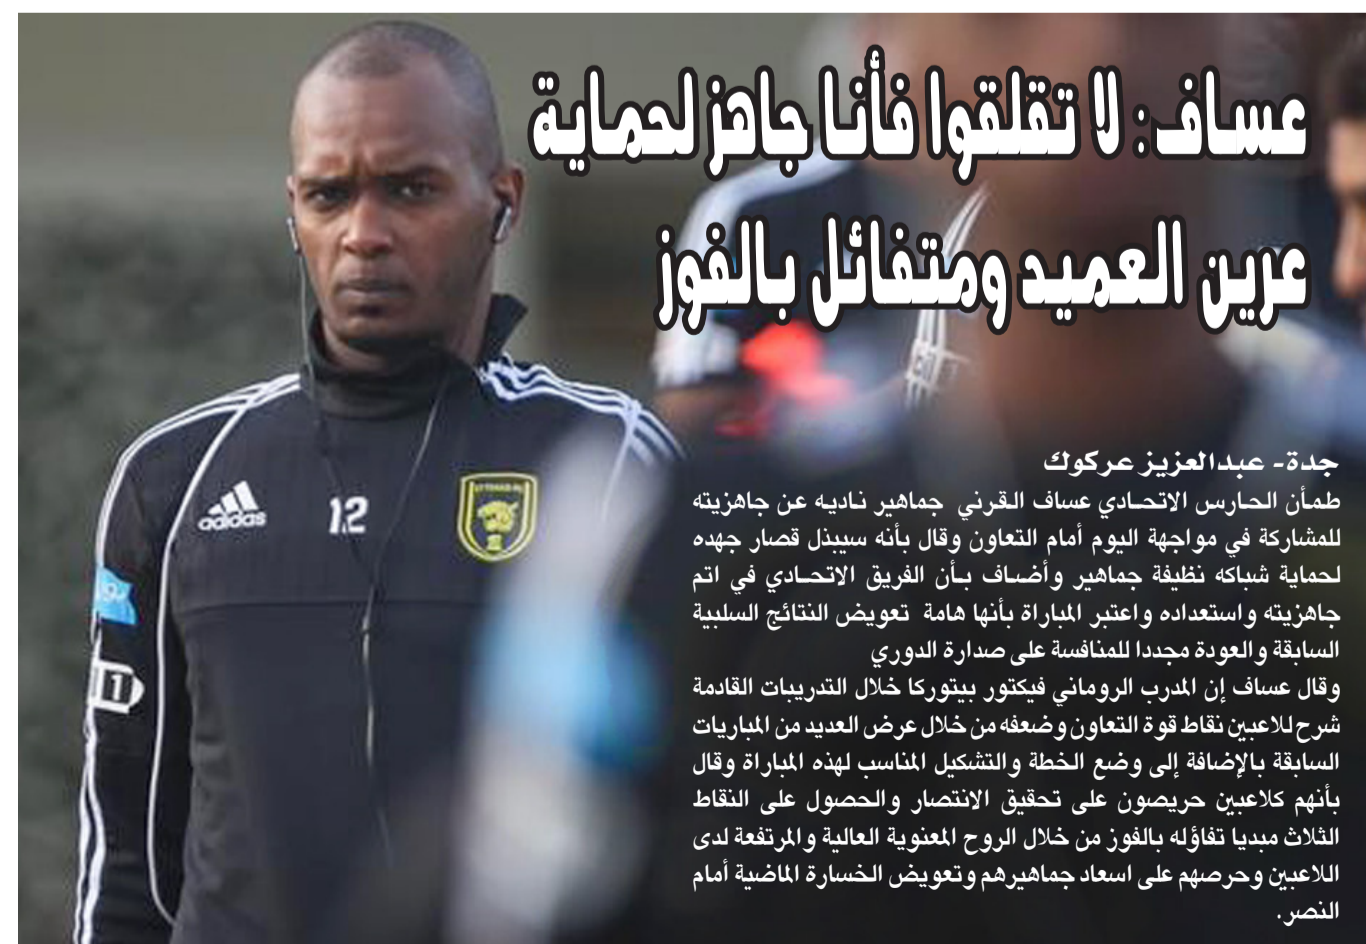 عساف: لا تقلقوا فأنا جاهز لحماية
عرين العميد ومتفائل بالفوز
جدة- عبدالعزيز عركوك
طمأن الحارس الاتحادي عساف القرني جماهير ناديه عن جاهزيته
للمشاركة في مواجهة اليوم أمام التعاون وقال بأنه سيبذل قصار جهده
لحماية شباكه نظيفة جماهير وأضاف بأن الفريق الاتحادي في اتم
جاهزيته واستعداده واعتبر المباراة بأنها هامة تعويض النتائج السلبية
السابقة والعودة مجددا للمنافسة على صدارة الدوري
وقال عساف إن المدرب الروماني فيكتور بيتوركا خلال التدريبات القادمة
شرح للاعبين نقاط قوة التعاون وضعفه من خلال عرض العديد من المباريات
السابقة بالإضافة إلى وضع الخطة والتشكيل المناسب لهذه المباراة وقال
بأنهم كلاعبين حريصون على تحقيق الانتصار والحصول على النقاط
الثلاث مبديا تفاؤله بالفوز من خلال الروح المعنوية العالية والمرتفعة لدى
اللاعبين وحرصهم على اسعاد جماهيرهم وتعويض الخسارة الماضية أمام
النصر.
adidas
12
1